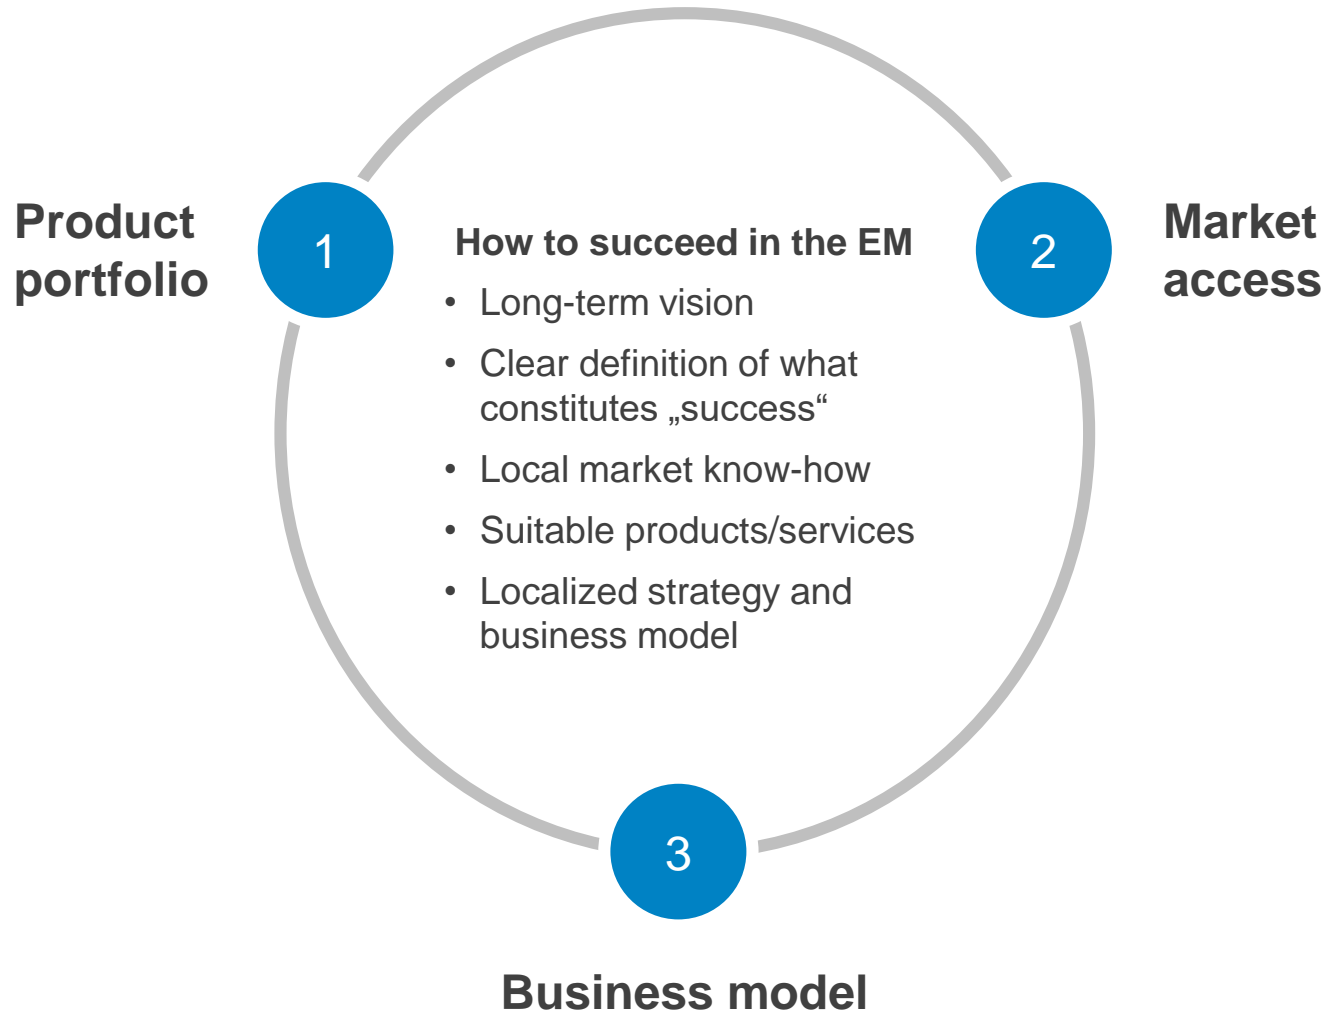 Product
portfolio
1
How to succeed in the EM
• Long-term vision
• Clear definition of what
constitutes „success“
• Local market know-how
• Suitable products/services
• Localized strategy and
business model
2
Market
access
3
Business model